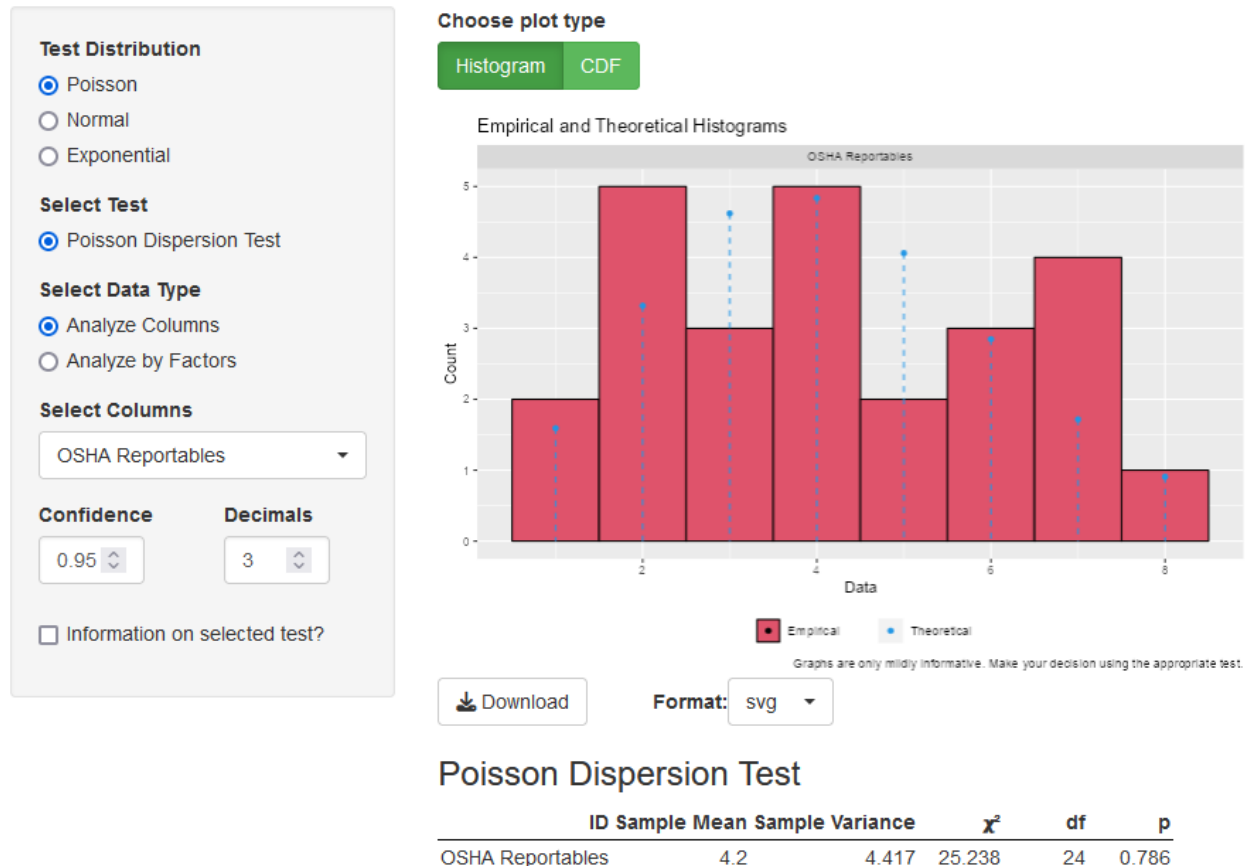 Test Distribution
Poisson
Normal
Exponential
Select Test
Poisson Dispersion Test
Select Data Type
Analyze Columns
Analyze by Factors
Select Columns
OSHA Reportables
Confidence Decimals
0.95 3
Information on selected test?
Choose plot type
Histogram CDF
Empirical and Theoretical Histograms
OSHA Reportables
5
4
3
2
1
0
Count
2 4 6 8
Data
Empirical Theoretical
Graphs are only mildly informative. Make your decision using the appropriate test.
Download Format: svg
Poisson Dispersion Test
ID Sample Mean Sample Variance χ² df p
OSHA Reportables 4.2 4.417 25.238 24 0.786